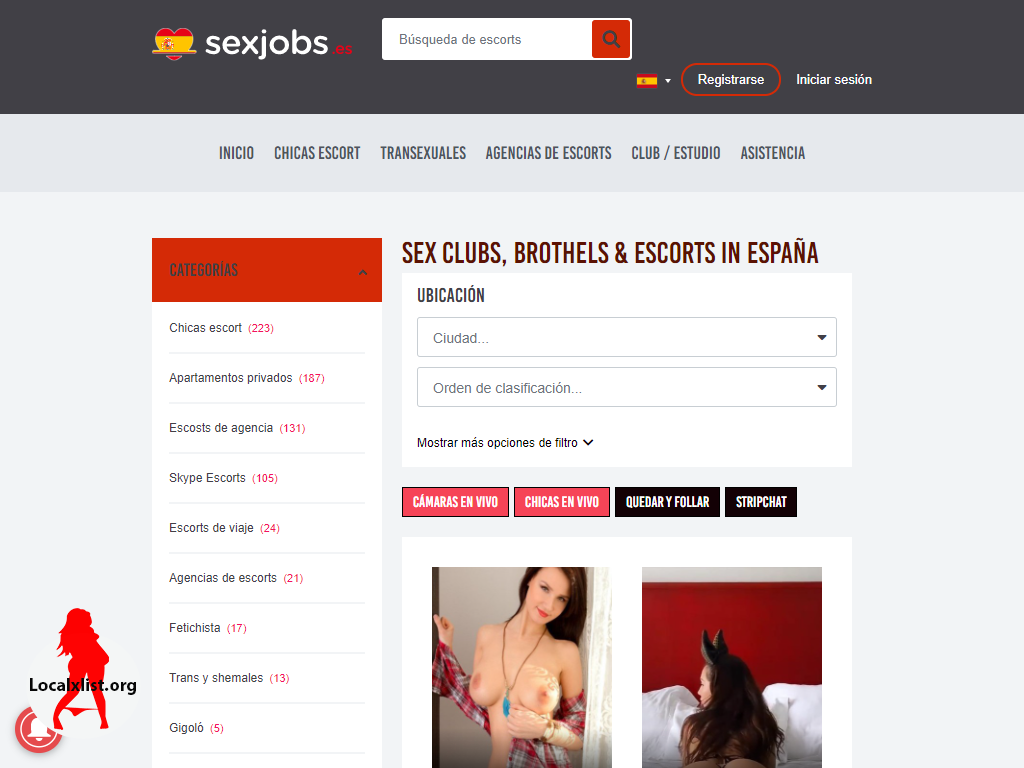 sexjobs.es
Búsqueda de escorts
Registrarse
Iniciar sesión
INICIO
CHICAS ESCORT
TRANSEXUALES
AGENCIAS DE ESCORTS
CLUB / ESTUDIO
ASISTENCIA
CATEGORÍAS
Chicas escort (223)
Apartamentos privados (187)
Escosts de agencia (131)
Skype Escorts (105)
Escorts de viaje (24)
Agencias de escorts (21)
Fetichista (17)
Trans y shemales (13)
Gigoló (5)
Localxlist.org
SEX CLUBS, BROTHELS & ESCORTS IN ESPAÑA
UBICACIÓN
Ciudad...
Orden de clasificación...
Mostrar más opciones de filtro
CÁMARAS EN VIVO
CHICAS EN VIVO
QUEDAR Y FOLLAR
STRIPCHAT